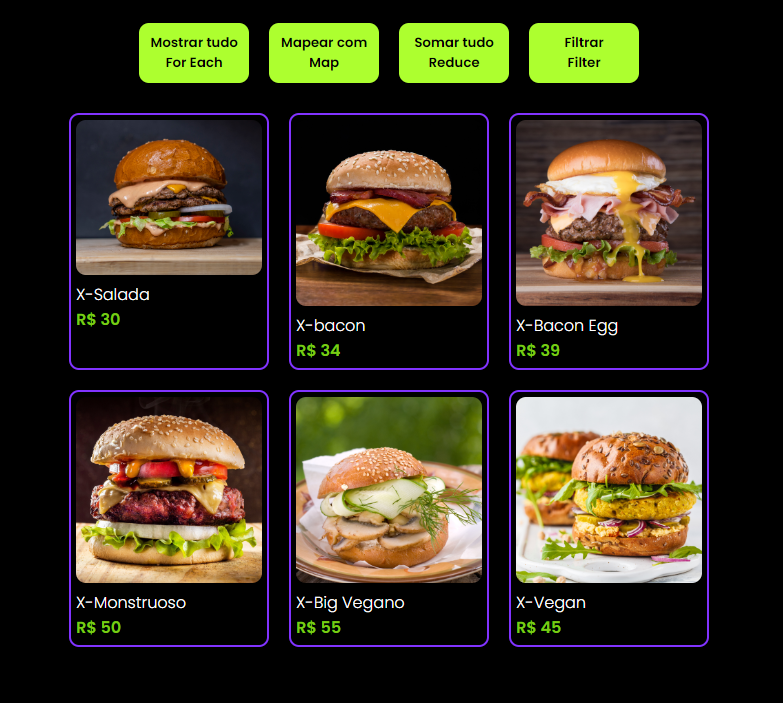 Mostrar tudo
For Each
Mapear com
Map
Somar tudo
Reduce
Filtrar
Filter
X-Salada
R$ 30
X-bacon
R$ 34
X-Bacon Egg
R$ 39
X-Monstruoso
R$ 50
X-Big Vegano
R$ 55
X-Vegan
R$ 45